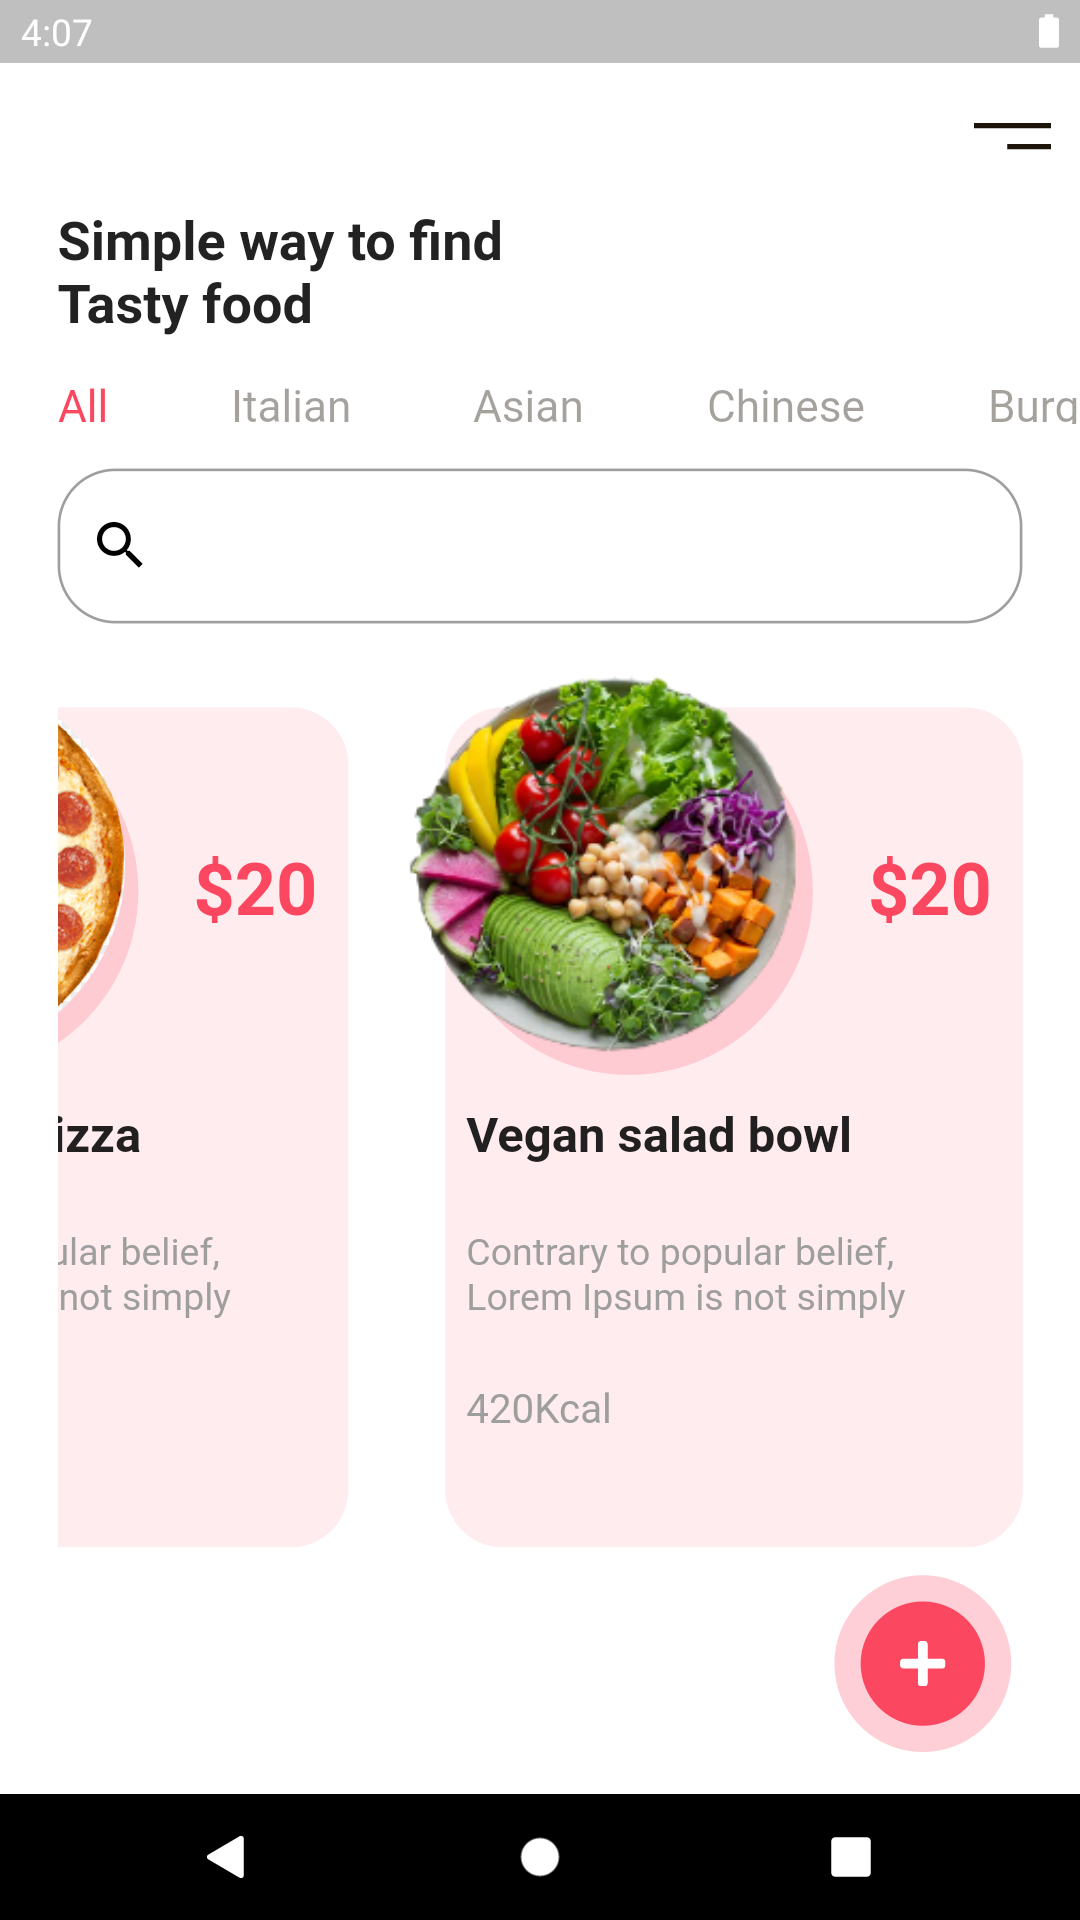 4:07
Simple way to find
Tasty food
All Italian Asian Chinese Burg
$20
izza
ular belief,
not simply
$20
Vegan salad bowl
Contrary to popular belief,
Lorem Ipsum is not simply
420Kcal